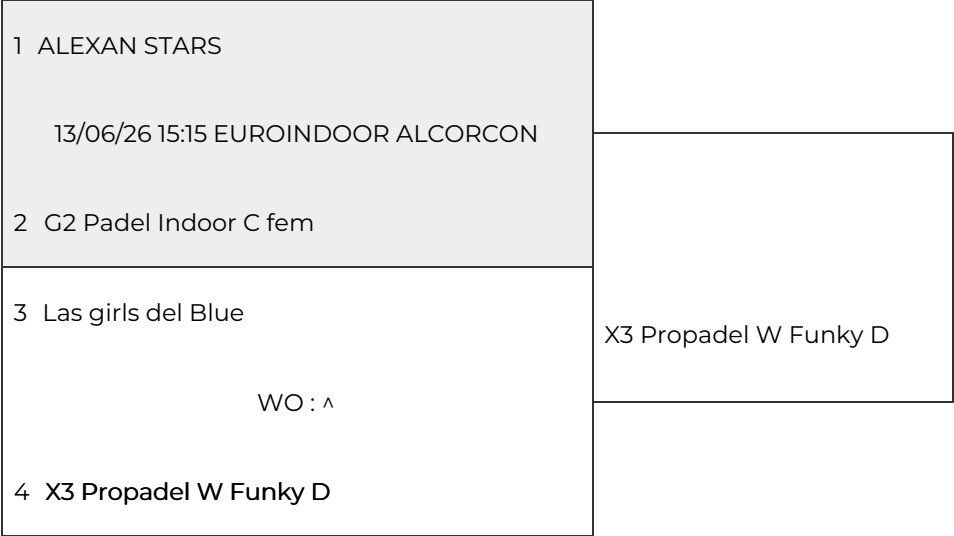 1 ALEXAN STARS
13/06/26 15:15 EUROINDOOR ALCORCON
2 G2 Padel Indoor C fem
3 Las girls del Blue
X3 Propadel W Funky D
WO : ^
4 X3 Propadel W Funky D